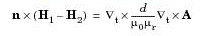 n × (H₁ − H₂) = ∇ₜ × d/(μ₀μᵣ) ∇ₜ × A